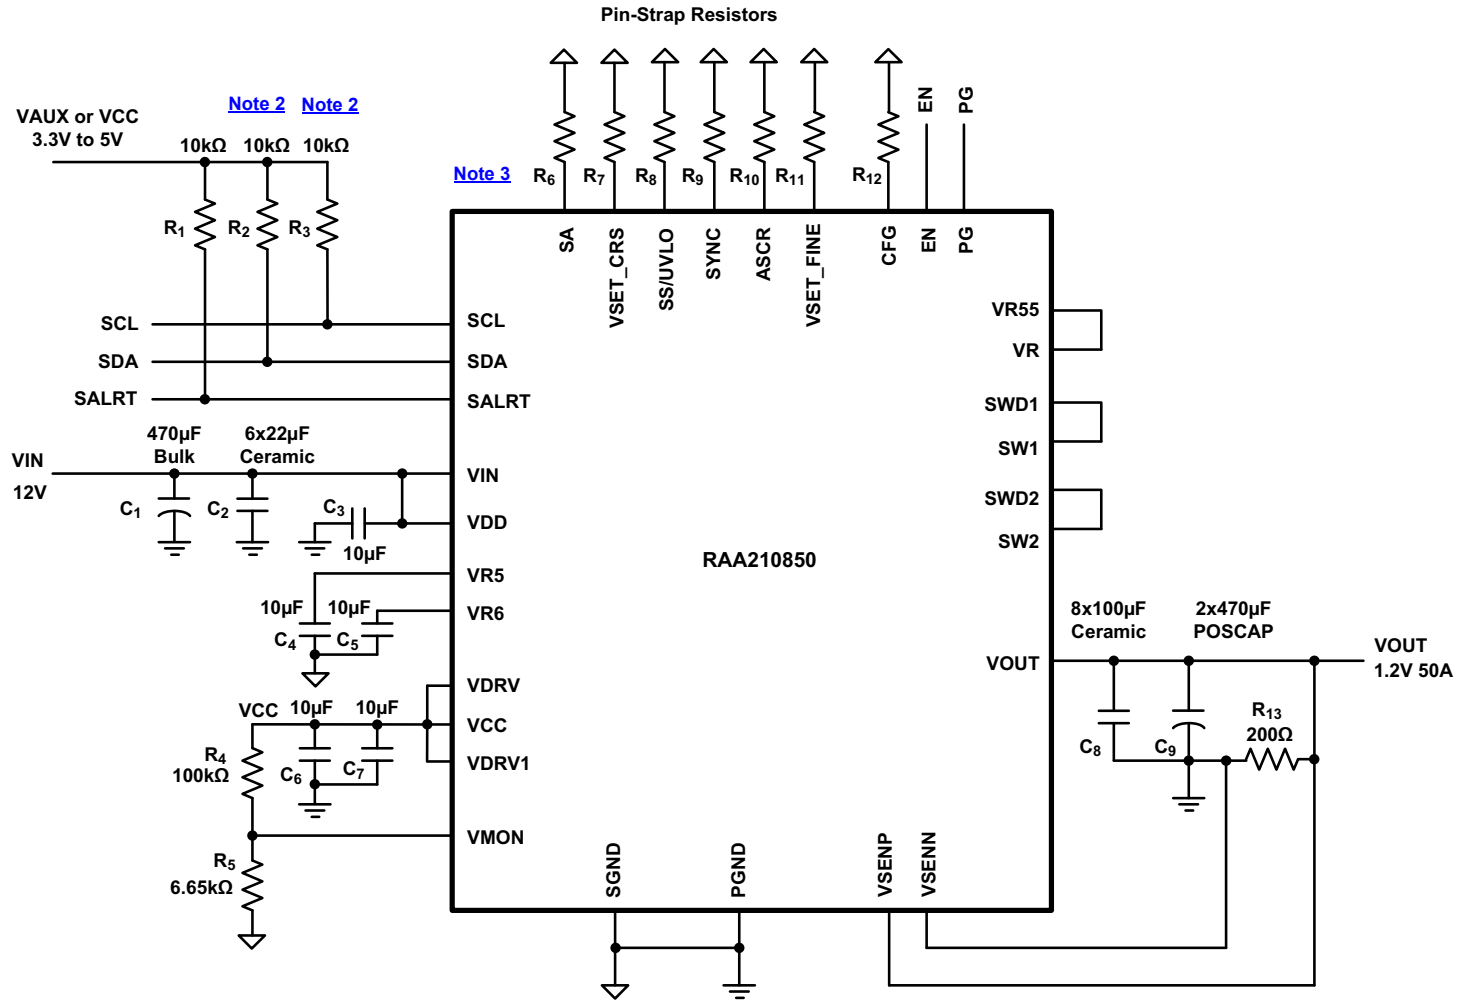 Pin-Strap Resistors
Note 2 Note 2
VAUX or VCC
3.3V to 5V
10kΩ 10kΩ 10kΩ
R1 R2 R3
Note 3
R6 R7 R8 R9 R10 R11 R12
EN PG
SA VSET_CRS SS/UVLO SYNC ASCR VSET_FINE CFG EN PG
SCL SCL
SDA SDA
SALRT SALRT
VR55
VR
SWD1
SW1
SWD2
SW2
470µF
Bulk
6x22µF
Ceramic
VIN
12V
C1 C2 C3
10µF
VIN
VDD
RAA210850
VR5
VR6
10µF 10µF
C4 C5
VDRV
VCC
VDRV1
VCC 10µF 10µF
R4
100kΩ
C6 C7
VMON
R5
6.65kΩ
8x100µF
Ceramic
2x470µF
POSCAP
VOUT
VOUT
1.2V 50A
C8 C9
R13
200Ω
SGND PGND VSENP VSENN